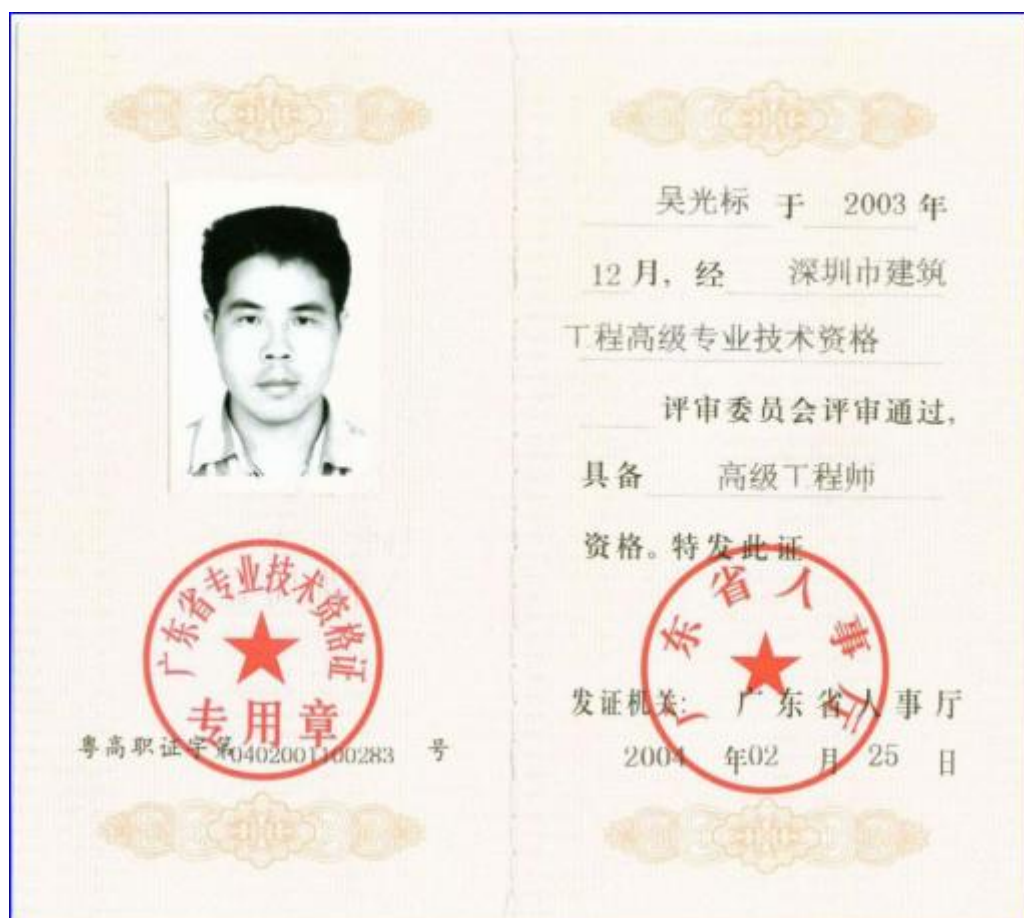 广东省专业技术资格证
专用章
粤高职证字第0402001100283 号
吴光标 于 2003 年
12 月，经 深圳市建筑
工程高级专业技术资格
评审委员会评审通过，
具备 高级工程师
资格。特发此证
广东省人事厅
发证机关: 广东省人事厅
2004 年02 月 25 日